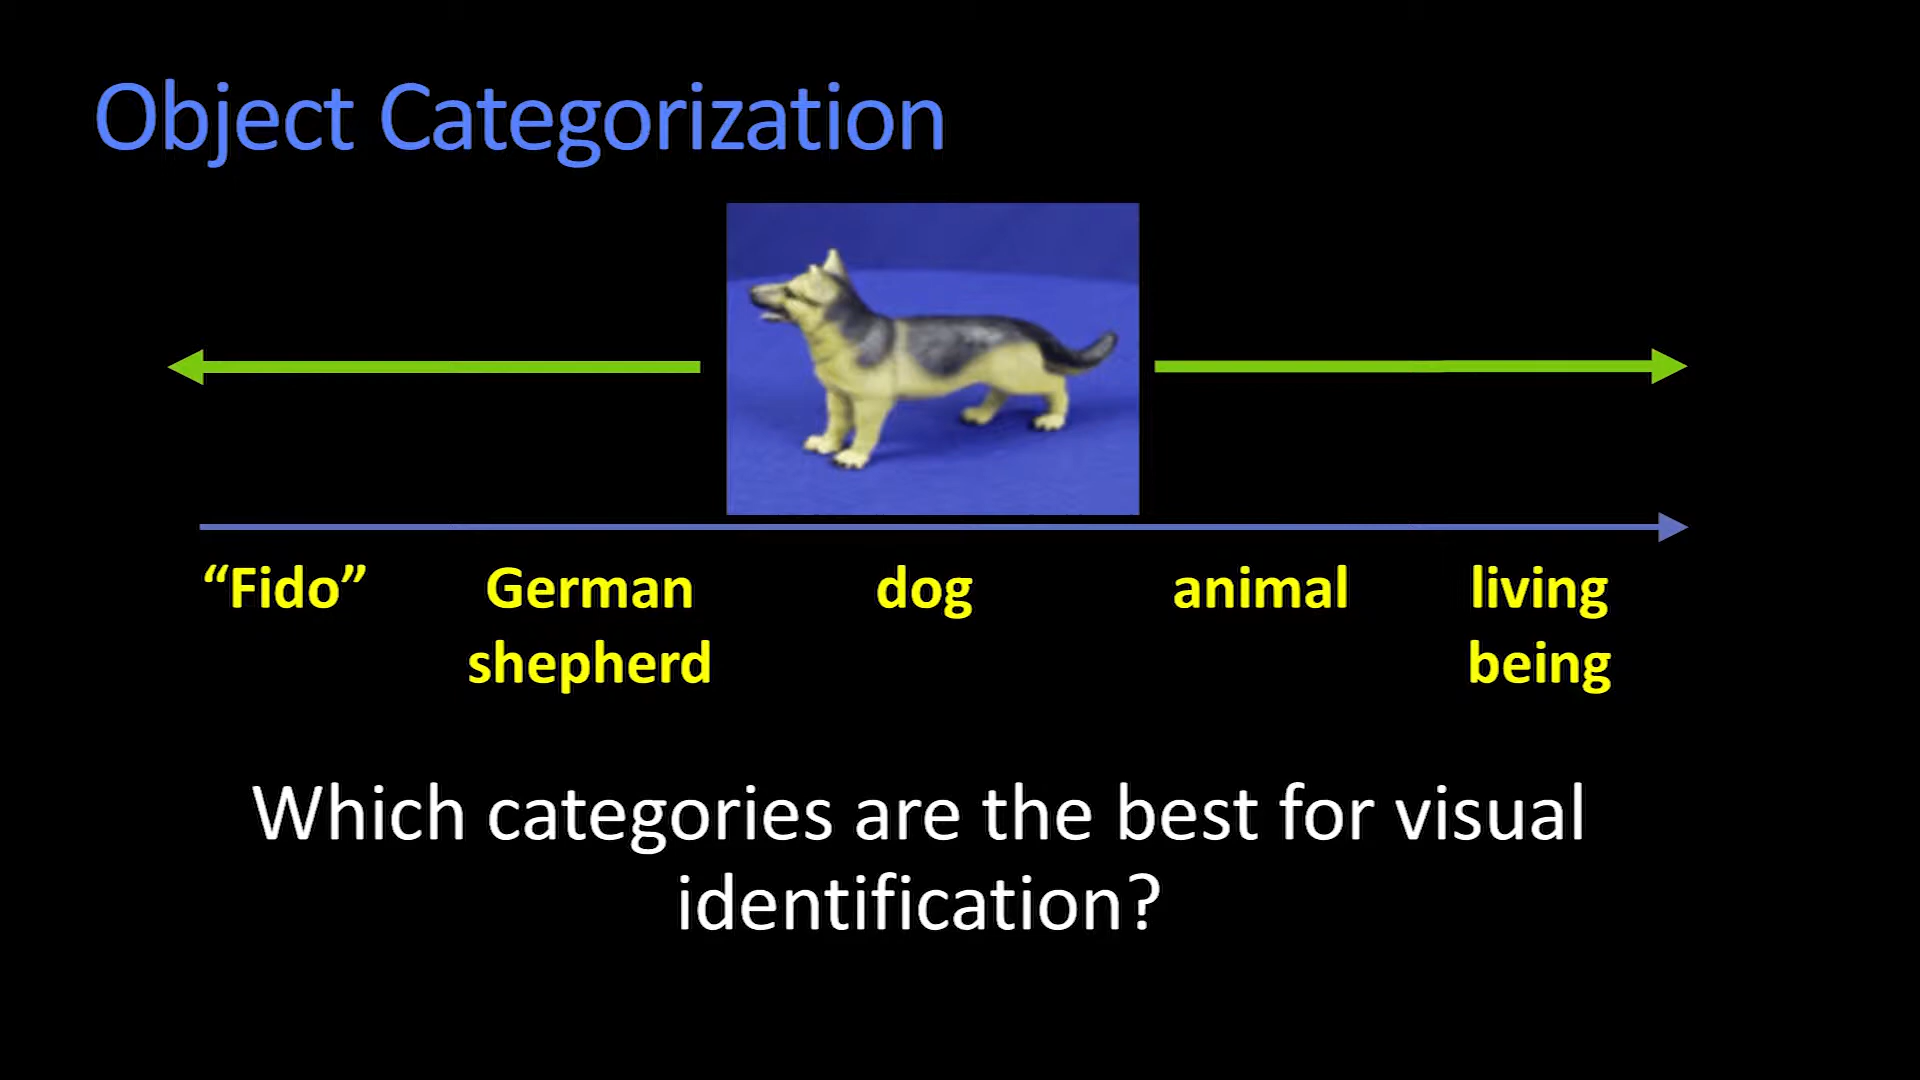 Object Categorization
“Fido”
German
shepherd
dog
animal
living
being
Which categories are the best for visual
identification?